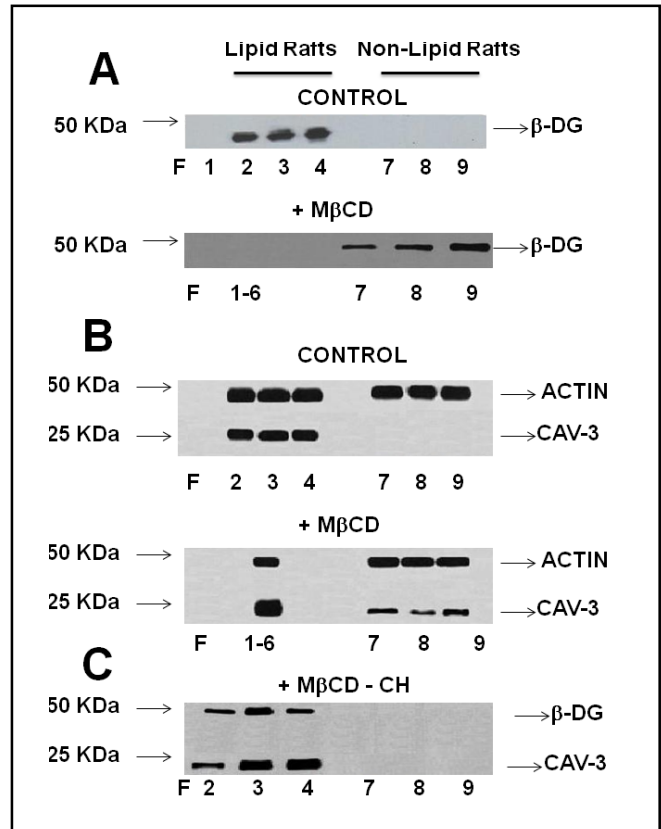 Lipid Rafts Non-Lipid Rafts
A
CONTROL
50 KDa β-DG
F 1 2 3 4 7 8 9
+ MβCD
50 KDa β-DG
F 1-6 7 8 9
B
CONTROL
50 KDa ACTIN
25 KDa CAV-3
F 2 3 4 7 8 9
+ MβCD
50 KDa ACTIN
25 KDa CAV-3
F 1-6 7 8 9
C
+ MβCD - CH
50 KDa β-DG
25 KDa CAV-3
F 2 3 4 7 8 9